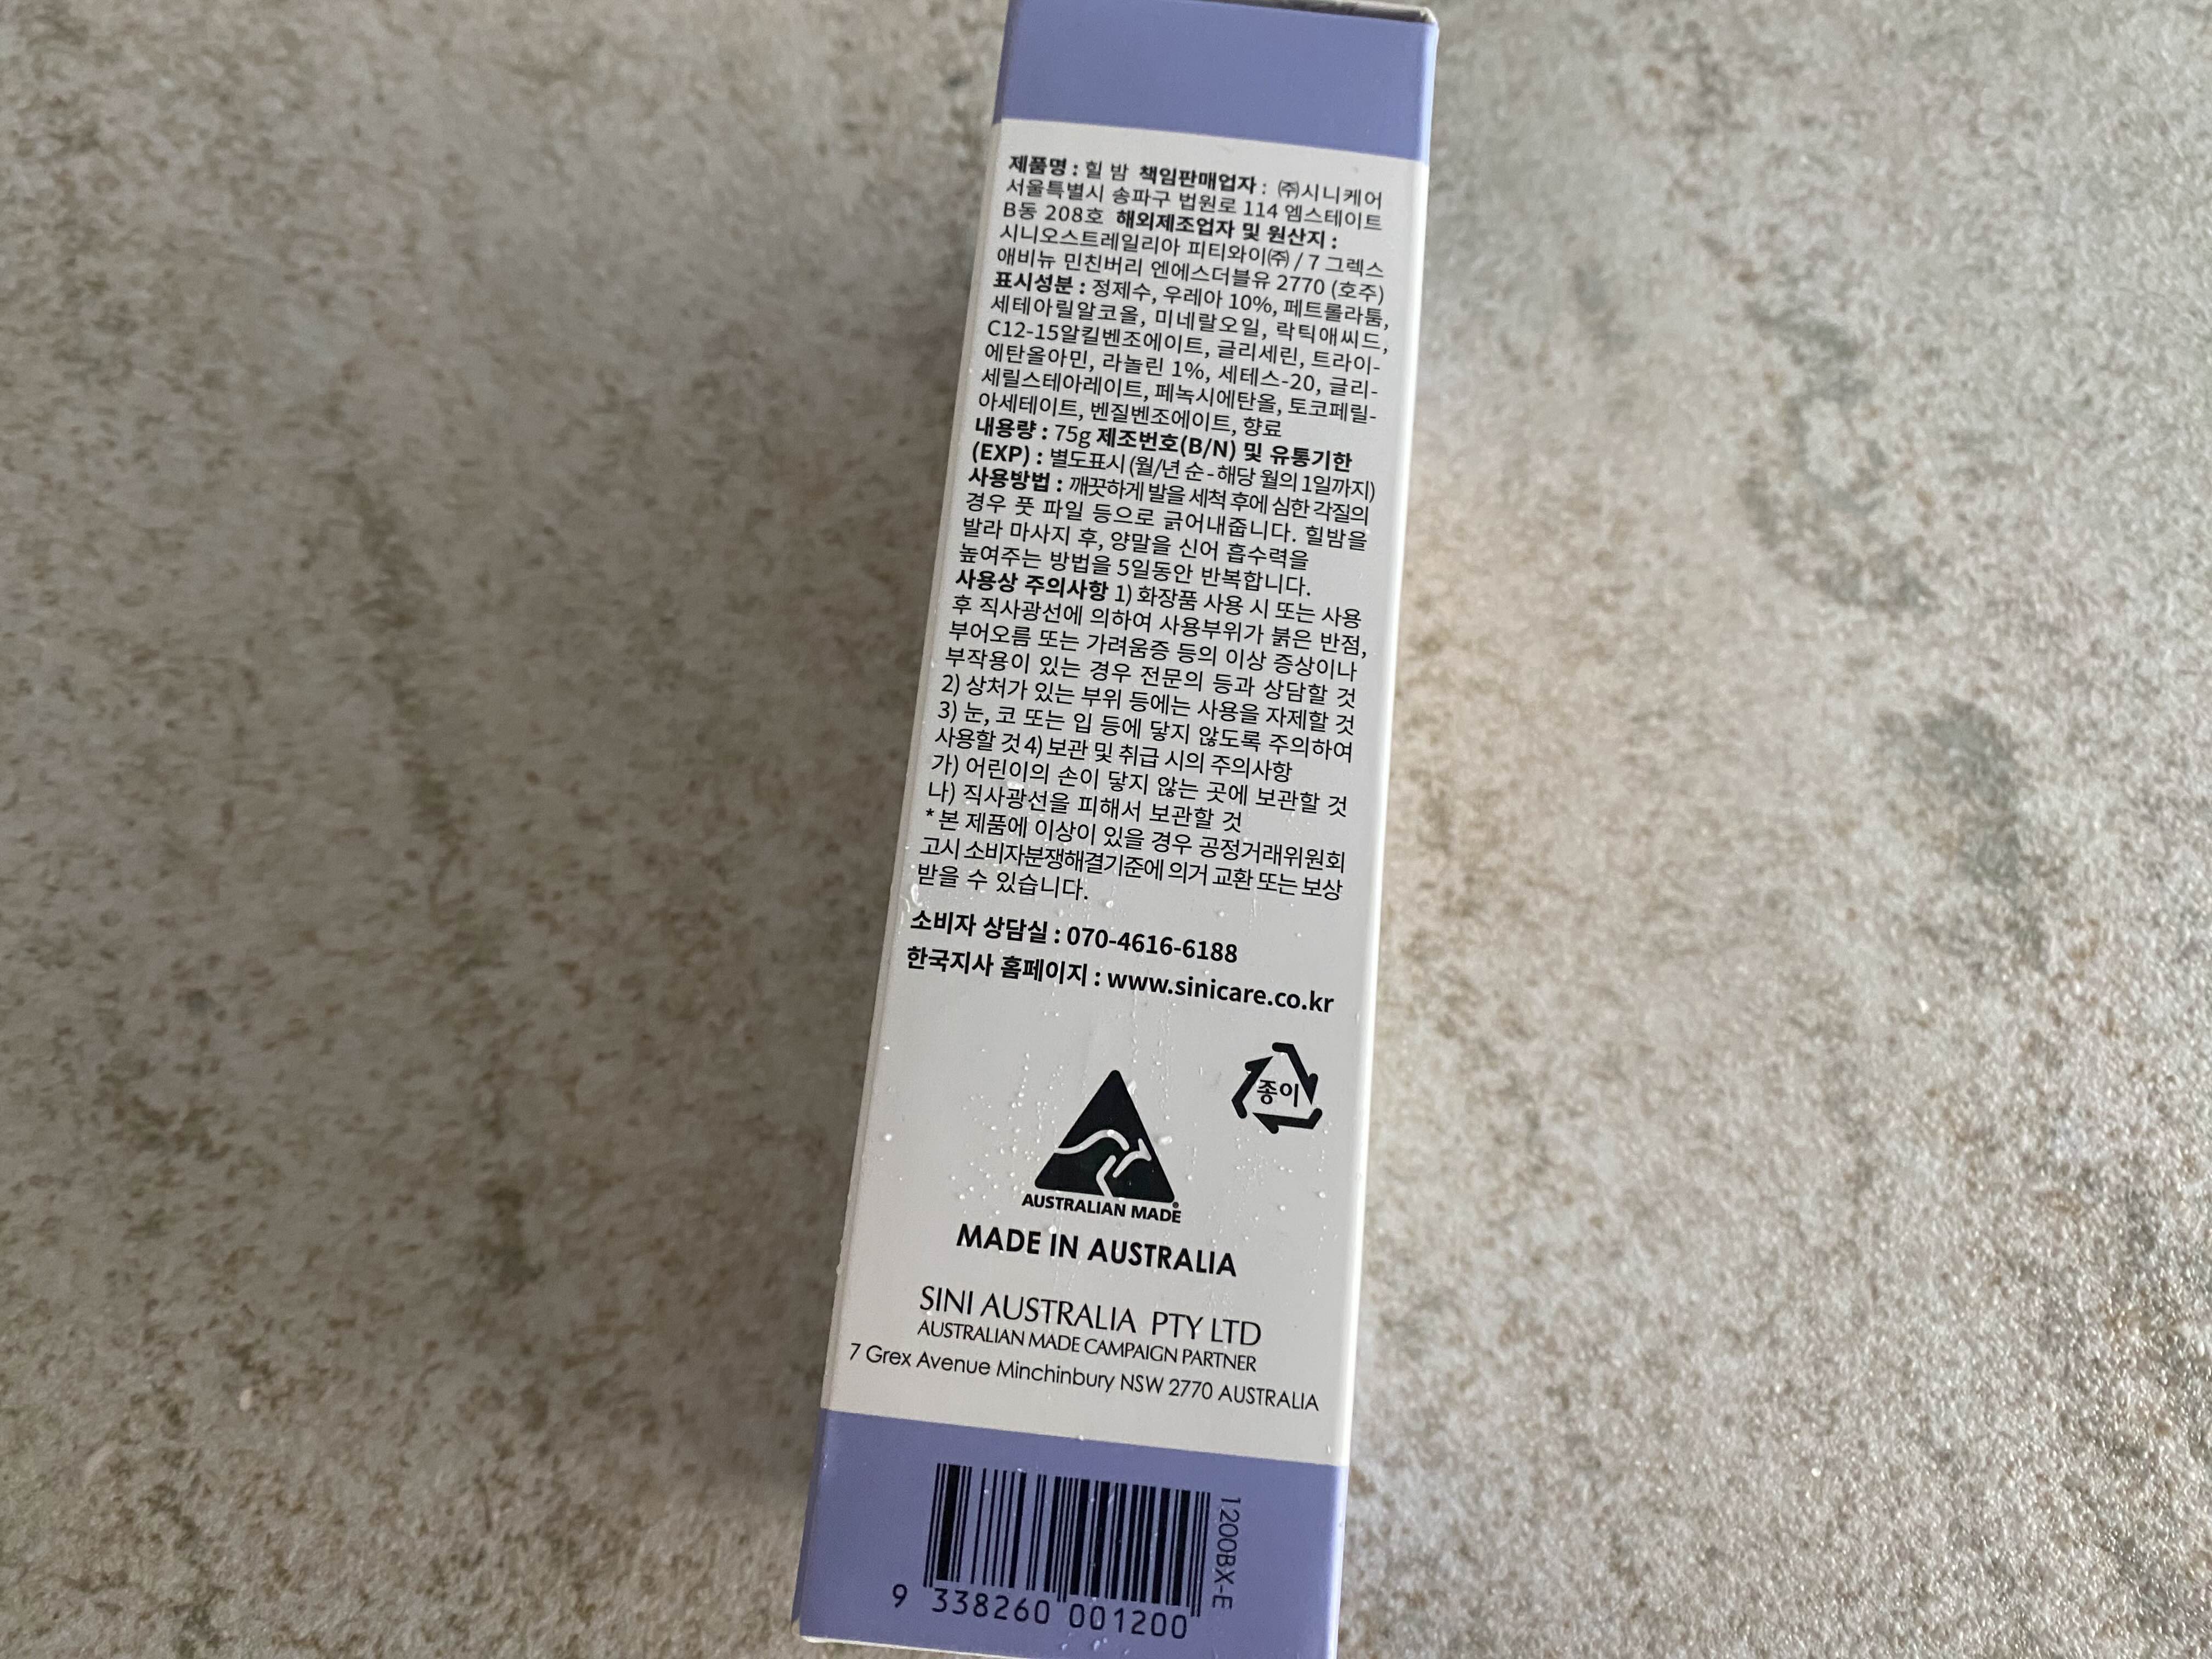 제품명 : 힐 밤 책임판매업자 : ㈜시니케어
서울특별시 송파구 법원로 114 엠스테이트
B동 208호 해외제조업자 및 원산지 :
시니오스트레일리아 피티와이㈜ / 7 그렉스
애비뉴 민친버리 엔에스더블유 2770 (호주)
표시성분 : 정제수, 우레아 10%, 페트롤라툼,
세테아릴알코올, 미네랄오일, 락틱애씨드,
C12-15알킬벤조에이트, 글리세린, 트라이-
에탄올아민, 라놀린 1%, 세테스-20, 글리-
세릴스테아레이트, 페녹시에탄올, 토코페릴-
아세테이트, 벤질벤조에이트, 향료
내용량 : 75g 제조번호(B/N) 및 유통기한
(EXP) : 별도표시 (월/년 순 - 해당 월의 1일까지)
사용방법 : 깨끗하게 발을 세척 후에 심한 각질의
경우 풋 파일 등으로 긁어내줍니다. 힐밤을
발라 마사지 후, 양말을 신어 흡수력을
높여주는 방법을 5일동안 반복합니다.
사용상 주의사항 1) 화장품 사용 시 또는 사용
후 직사광선에 의하여 사용부위가 붉은 반점,
부어오름 또는 가려움증 등의 이상 증상이나
부작용이 있는 경우 전문의 등과 상담할 것
2) 상처가 있는 부위 등에는 사용을 자제할 것
3) 눈, 코 또는 입 등에 닿지 않도록 주의하여
사용할 것 4) 보관 및 취급 시의 주의사항
가) 어린이의 손이 닿지 않는 곳에 보관할 것
나) 직사광선을 피해서 보관할 것
* 본 제품에 이상이 있을 경우 공정거래위원회
고시 소비자분쟁해결기준에 의거 교환 또는 보상
받을 수 있습니다.
소비자 상담실 : 070-4616-6188
한국지사 홈페이지 : www.sinicare.co.kr
종이
AUSTRALIAN MADE
MADE IN AUSTRALIA
SINI AUSTRALIA PTY LTD
AUSTRALIAN MADE CAMPAIGN PARTNER
7 Grex Avenue Minchinbury NSW 2770 AUSTRALIA
1200BX-E
9 338260 001200